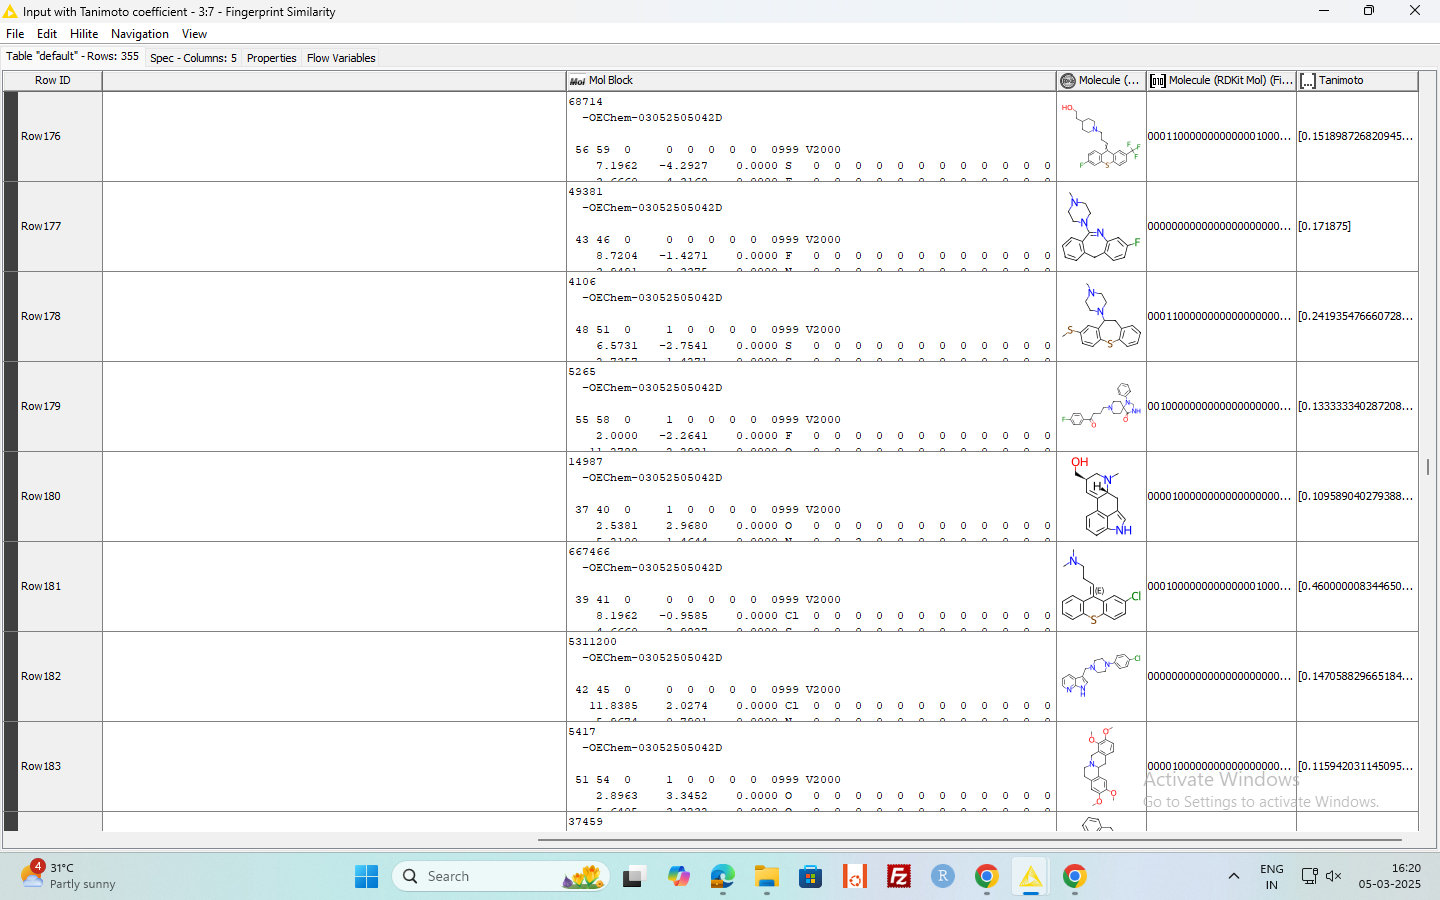 Input with Tanimoto coefficient - 3:7 - Fingerprint Similarity
File Edit Hilite Navigation View
Table "default" - Rows: 355 Spec - Columns: 5 Properties Flow Variables
Row ID Mol Block Molecule (... Molecule (RDKit Mol) (Fi... Tanimoto
68714
-OEChem-03052505042D
Row176 HO N F F F F S 00011000000000000001000... [0.151898726820945...
56 59 0 0 0 0 0 0 0999 V2000
7.1962 -4.2927 0.0000 S 0 0 0 0 0 0 0 0 0 0 0 0
49381
-OEChem-03052505042D
Row177 N N N F 00000000000000000000000... [0.171875]
43 46 0 0 0 0 0 0 0999 V2000
8.7204 -1.4271 0.0000 F 0 0 0 0 0 0 0 0 0 0 0 0
4106
-OEChem-03052505042D
Row178 N N S S 00011000000000000000000... [0.241935476660728...
48 51 0 1 0 0 0 0 0999 V2000
6.5731 -2.7541 0.0000 S 0 0 0 0 0 0 0 0 0 0 0 0
5265
-OEChem-03052505042D
Row179 F O N N NH O 00100000000000000000000... [0.133333340287208...
55 58 0 1 0 0 0 0 0999 V2000
2.0000 -2.2641 0.0000 F 0 0 0 0 0 0 0 0 0 0 0 0
14987
-OEChem-03052505042D
Row180 OH N H NH 00001000000000000000000... [0.109589040279388...
37 40 0 1 0 0 0 0 0999 V2000
2.5381 2.9680 0.0000 O 0 0 0 0 0 0 0 0 0 0 0 0
667466
-OEChem-03052505042D
Row181 N (E) Cl S 00010000000000000001000... [0.460000008344650...
39 41 0 0 0 0 0 0 0999 V2000
8.1962 -0.9585 0.0000 Cl 0 0 0 0 0 0 0 0 0 0 0 0
5311200
-OEChem-03052505042D
Row182 N N Cl N N H 00000000000000000000000... [0.147058829665184...
42 45 0 0 0 0 0 0 0999 V2000
11.8385 2.0274 0.0000 Cl 0 0 0 0 0 0 0 0 0 0 0 0
5417
-OEChem-03052505042D
Row183 O O N O O 00001000000000000000000... [0.115942031145095...
51 54 0 1 0 0 0 0 0999 V2000
2.8963 3.3452 0.0000 O 0 0 0 0 0 0 0 0 0 0 0 0
37459
Activate Windows
Go to Settings to activate Windows.
4 31°C
Partly sunny
Search
Fz R
ENG
IN
16:20
05-03-2025